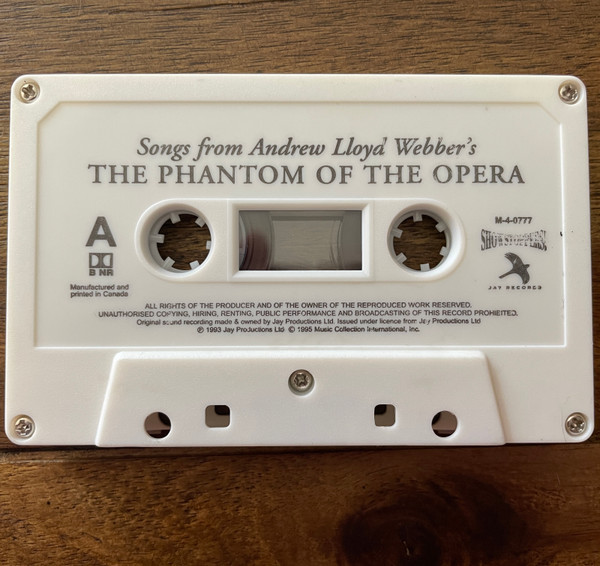 Songs from Andrew Lloyd Webber's
THE PHANTOM OF THE OPERA
A
B NR
Manufactured and
printed in Canada
M-4-0777
SHOWSTOPPERS!
JAY RECORDS
ALL RIGHTS OF THE PRODUCER AND OF THE OWNER OF THE REPRODUCED WORK RESERVED.
UNAUTHORISED COPYING, HIRING, RENTING, PUBLIC PERFORMANCE AND BROADCASTING OF THIS RECORD PROHIBITED.
Original sound recording made & owned by Jay Productions Ltd. Issued under licence from Jay Productions Ltd
℗ 1993 Jay Productions Ltd © 1995 Music Collection International, Inc.